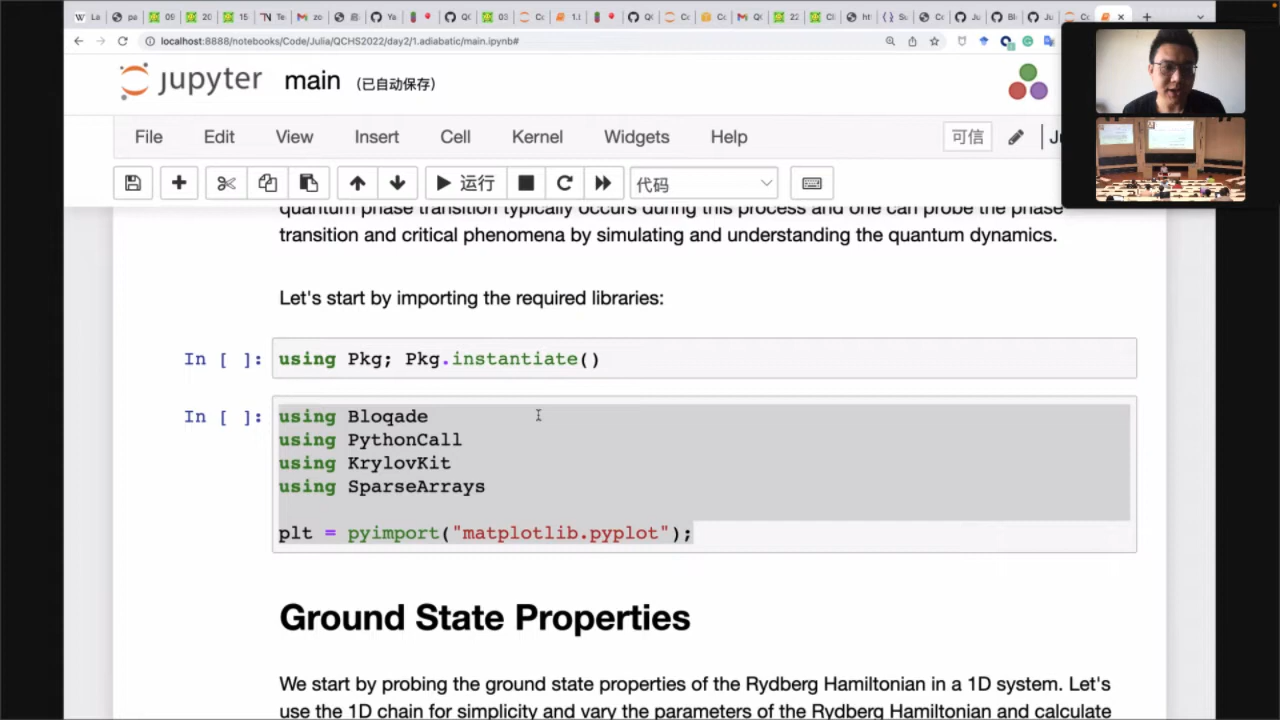 localhost:8888/notebooks/Code/Julia/QCHS2022/day2/1.adiabatic/main.ipynb#
jupyter main (已自动保存)
File Edit View Insert Cell Kernel Widgets Help 可信
运行 代码
quantum phase transition typically occurs during this process and one can probe the phase
transition and critical phenomena by simulating and understanding the quantum dynamics.
Let's start by importing the required libraries:
In [ ]: using Pkg; Pkg.instantiate()
In [ ]: using Bloqade
using PythonCall
using KrylovKit
using SparseArrays
plt = pyimport("matplotlib.pyplot");
Ground State Properties
We start by probing the ground state properties of the Rydberg Hamiltonian in a 1D system. Let's
use the 1D chain for simplicity and vary the parameters of the Rydberg Hamiltonian and calculate